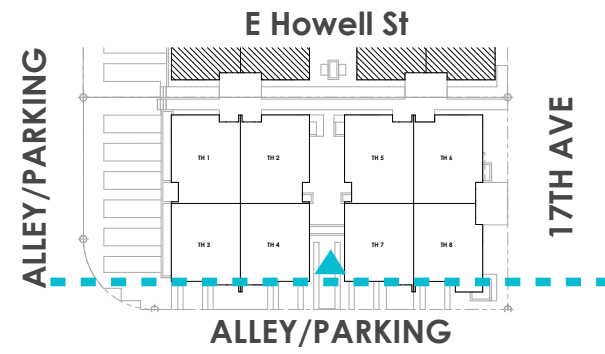 E Howell St
ALLEY/PARKING
17TH AVE
TH 1
TH 2
TH 5
TH 6
TH 3
TH 4
TH 7
TH 8
ALLEY/PARKING